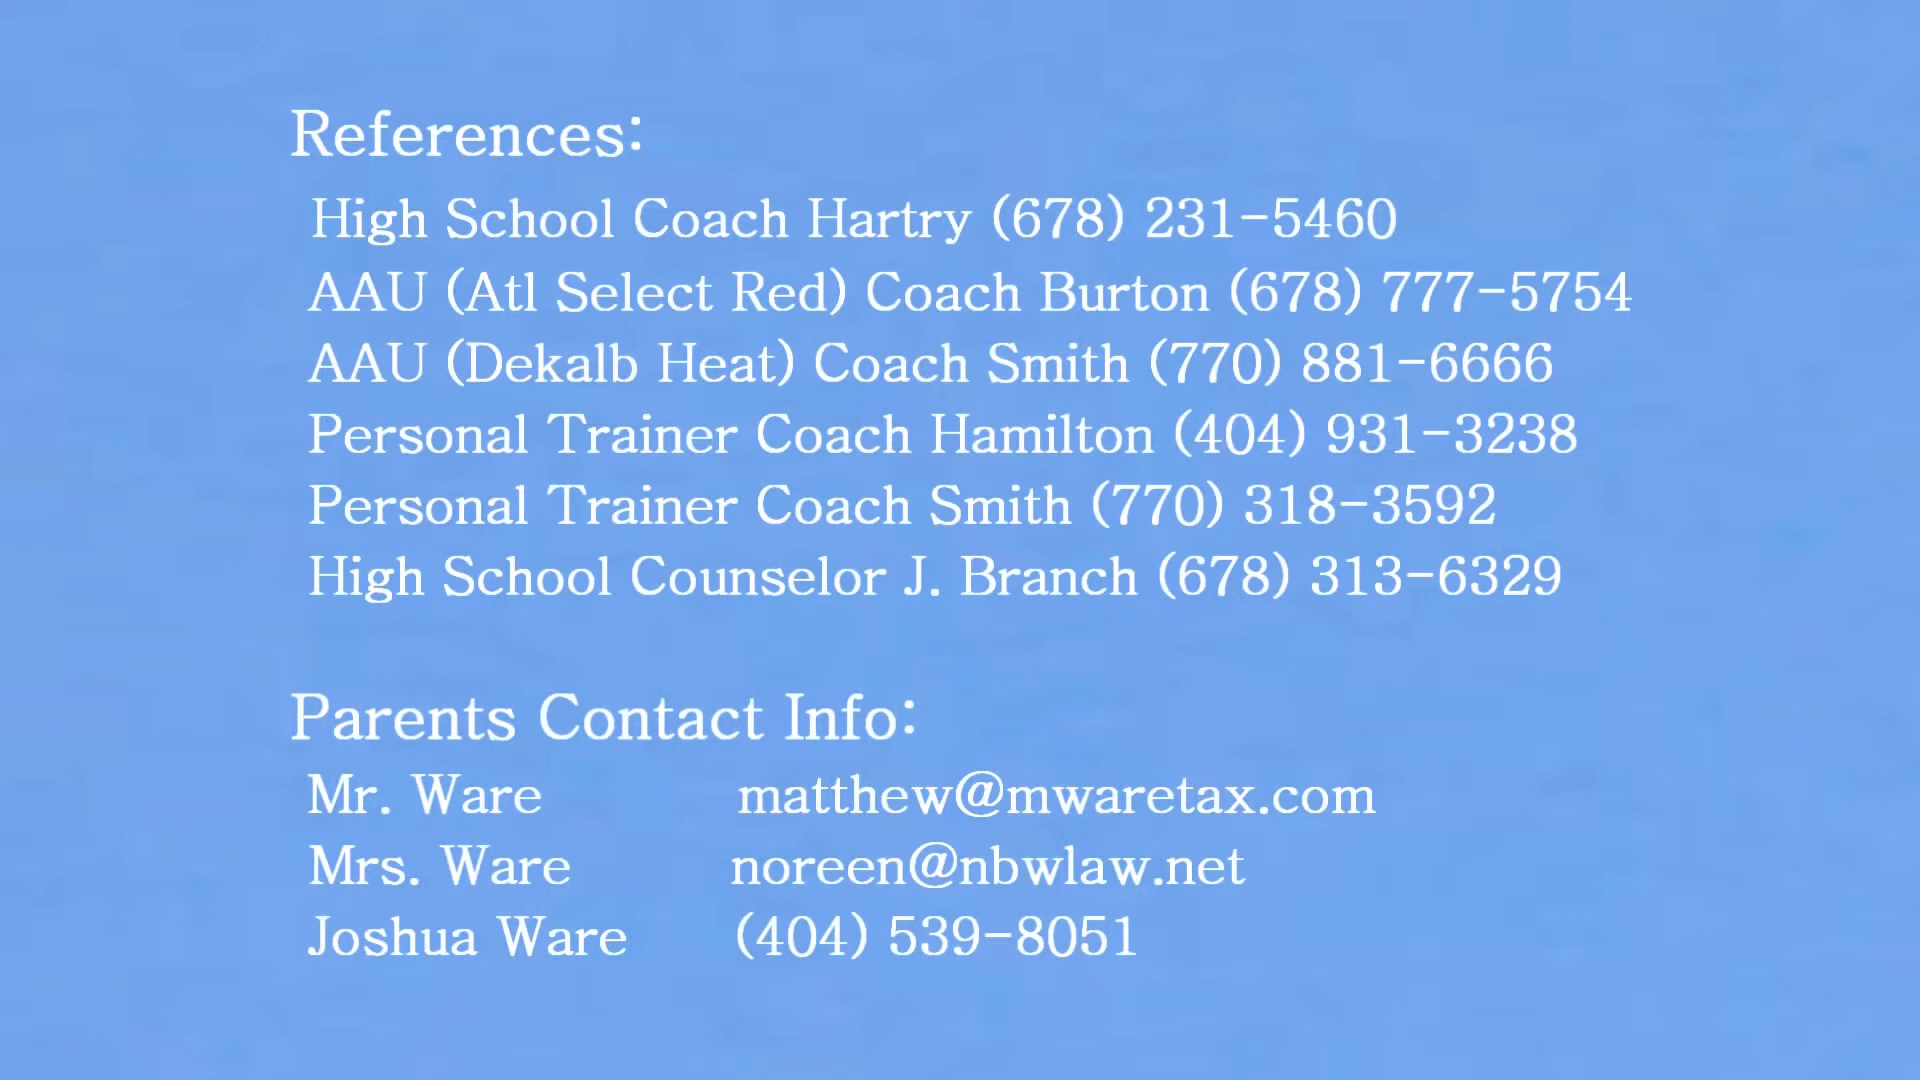 References:
High School Coach Hartry (678) 231-5460
AAU (Atl Select Red) Coach Burton (678) 777-5754
AAU (Dekalb Heat) Coach Smith (770) 881-6666
Personal Trainer Coach Hamilton (404) 931-3238
Personal Trainer Coach Smith (770) 318-3592
High School Counselor J. Branch (678) 313-6329
Parents Contact Info:
Mr. Ware matthew@mwaretax.com
Mrs. Ware noreen@nbwlaw.net
Joshua Ware (404) 539-8051